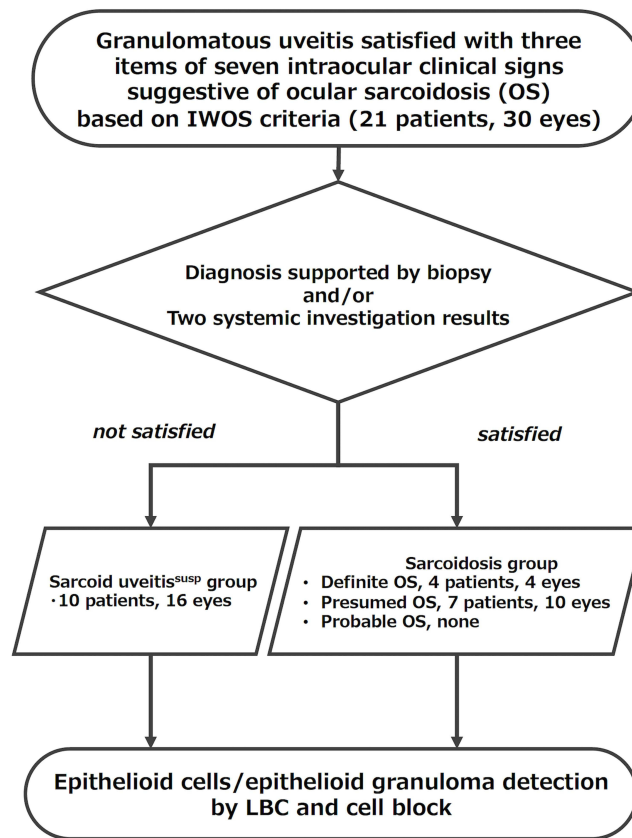 Granulomatous uveitis satisfied with three
items of seven intraocular clinical signs
suggestive of ocular sarcoidosis (OS)
based on IWOS criteria (21 patients, 30 eyes)
Diagnosis supported by biopsy
and/or
Two systemic investigation results
not satisfied
satisfied
Sarcoid uveitisˢᵘˢᵖ group
・10 patients, 16 eyes
Sarcoidosis group
• Definite OS, 4 patients, 4 eyes
• Presumed OS, 7 patients, 10 eyes
• Probable OS, none
Epithelioid cells/epithelioid granuloma detection
by LBC and cell block